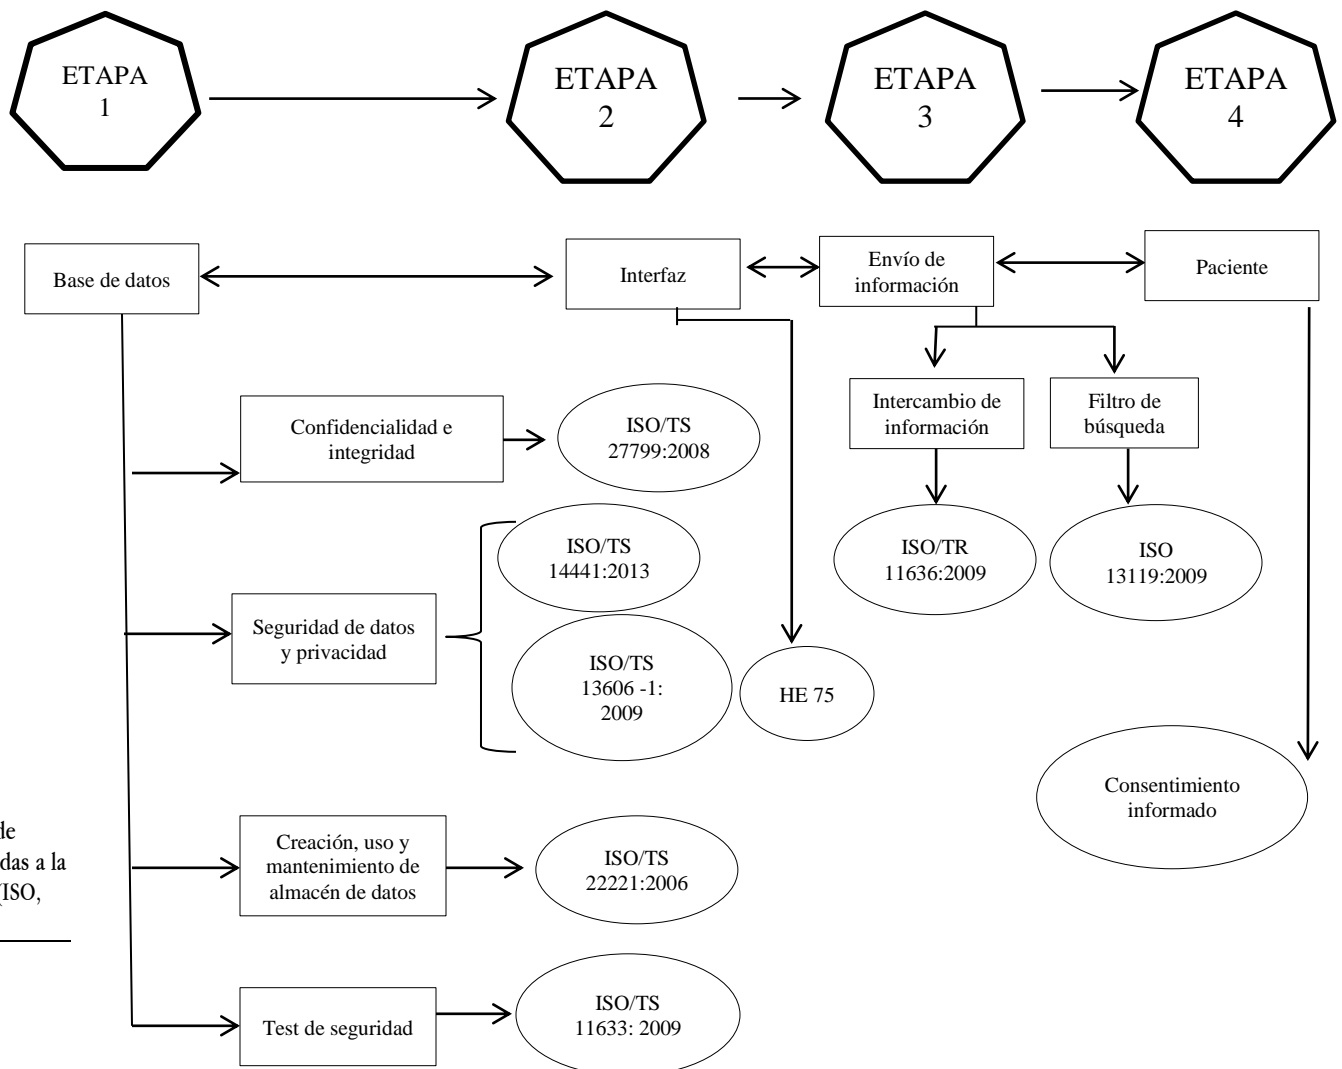 ETAPA
1
ETAPA
2
ETAPA
3
ETAPA
4
Base de datos
Interfaz
Envío de
información
Paciente
Intercambio de
información
Filtro de
búsqueda
Confidencialidad e
integridad
ISO/TS
27799:2008
ISO/TS
14441:2013
ISO/TR
11636:2009
ISO
13119:2009
Seguridad de datos
y privacidad
ISO/TS
13606 -1:
2009
HE 75
Consentimiento
informado
de
das a la
(ISO,
Creación, uso y
mantenimiento de
almacén de datos
ISO/TS
22221:2006
Test de seguridad
ISO/TS
11633: 2009